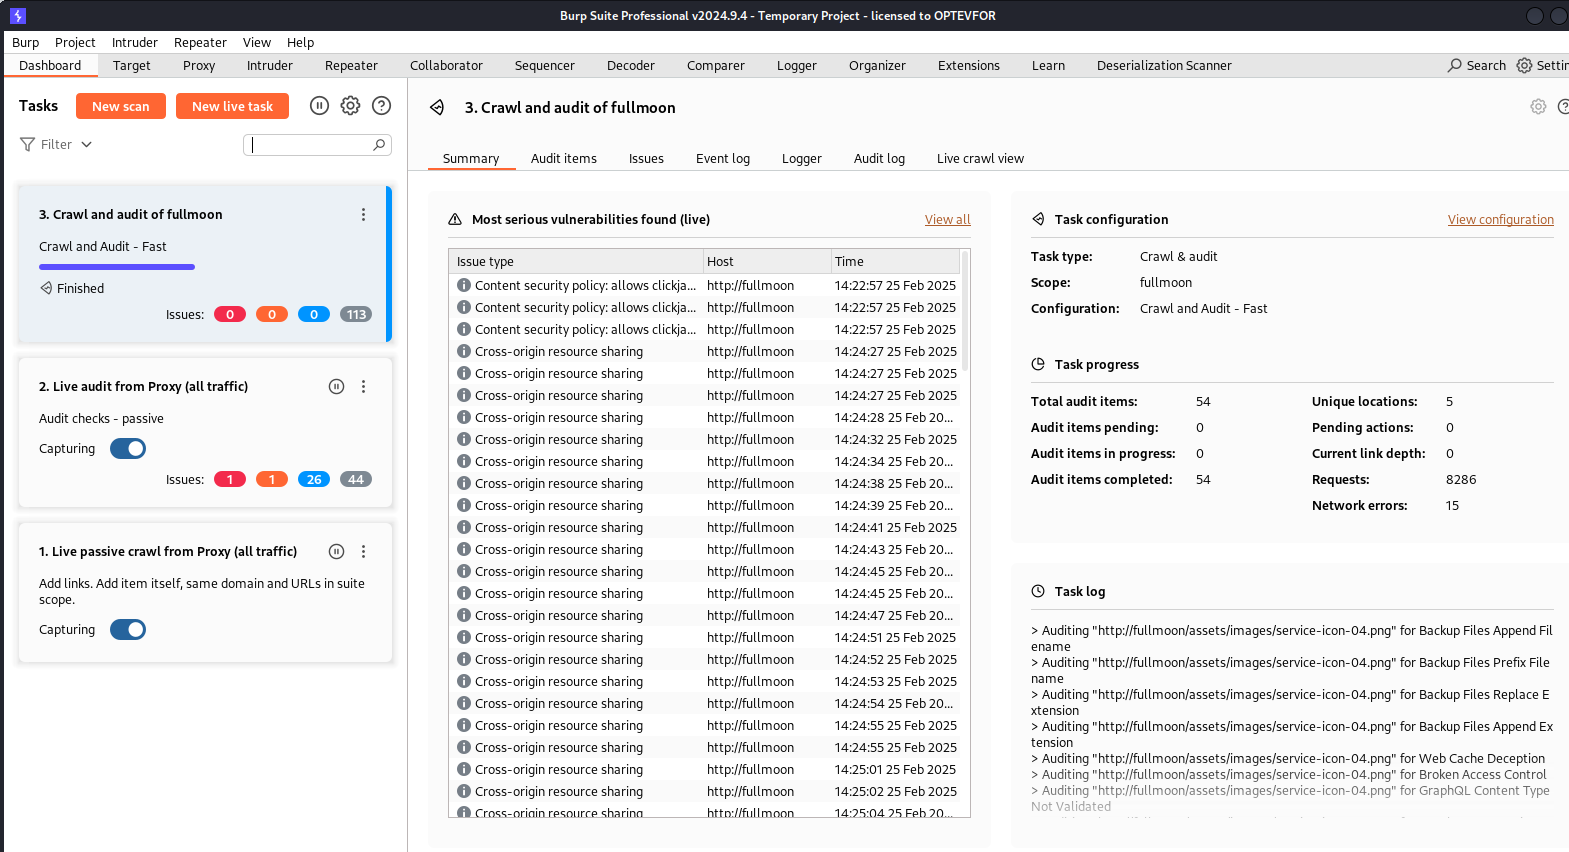 Burp Suite Professional v2024.9.4 - Temporary Project - licensed to OPTEVFOR
Burp Project Intruder Repeater View Help
Dashboard Target Proxy Intruder Repeater Collaborator Sequencer Decoder Comparer Logger Organizer Extensions Learn Deserialization Scanner Search Settin
Tasks New scan New live task
Filter
3. Crawl and audit of fullmoon
Crawl and Audit - Fast
Finished
Issues: 0 0 0 113
2. Live audit from Proxy (all traffic)
Audit checks - passive
Capturing
Issues: 1 1 26 44
1. Live passive crawl from Proxy (all traffic)
Add links. Add item itself, same domain and URLs in suite
scope.
Capturing
3. Crawl and audit of fullmoon
Summary Audit items Issues Event log Logger Audit log Live crawl view
Most serious vulnerabilities found (live) View all
Issue type Host Time
Content security policy: allows clickja... http://fullmoon 14:22:57 25 Feb 2025
Content security policy: allows clickja... http://fullmoon 14:22:57 25 Feb 2025
Content security policy: allows clickja... http://fullmoon 14:22:57 25 Feb 2025
Cross-origin resource sharing http://fullmoon 14:24:27 25 Feb 2025
Cross-origin resource sharing http://fullmoon 14:24:27 25 Feb 2025
Cross-origin resource sharing http://fullmoon 14:24:27 25 Feb 2025
Cross-origin resource sharing http://fullmoon 14:24:28 25 Feb 20...
Cross-origin resource sharing http://fullmoon 14:24:32 25 Feb 2025
Cross-origin resource sharing http://fullmoon 14:24:34 25 Feb 20...
Cross-origin resource sharing http://fullmoon 14:24:38 25 Feb 20...
Cross-origin resource sharing http://fullmoon 14:24:39 25 Feb 20...
Cross-origin resource sharing http://fullmoon 14:24:41 25 Feb 2025
Cross-origin resource sharing http://fullmoon 14:24:43 25 Feb 20...
Cross-origin resource sharing http://fullmoon 14:24:45 25 Feb 20...
Cross-origin resource sharing http://fullmoon 14:24:45 25 Feb 20...
Cross-origin resource sharing http://fullmoon 14:24:47 25 Feb 20...
Cross-origin resource sharing http://fullmoon 14:24:51 25 Feb 2025
Cross-origin resource sharing http://fullmoon 14:24:52 25 Feb 2025
Cross-origin resource sharing http://fullmoon 14:24:53 25 Feb 2025
Cross-origin resource sharing http://fullmoon 14:24:54 25 Feb 20...
Cross-origin resource sharing http://fullmoon 14:24:55 25 Feb 2025
Cross-origin resource sharing http://fullmoon 14:24:55 25 Feb 2025
Cross-origin resource sharing http://fullmoon 14:25:01 25 Feb 2025
Cross-origin resource sharing http://fullmoon 14:25:02 25 Feb 2025
Cross-origin resource sharing http://fullmoon 14:25:04 25 Feb 20...
Task configuration View configuration
Task type: Crawl & audit
Scope: fullmoon
Configuration: Crawl and Audit - Fast
Task progress
Total audit items: 54 Unique locations: 5
Audit items pending: 0 Pending actions: 0
Audit items in progress: 0 Current link depth: 0
Audit items completed: 54 Requests: 8286
Network errors: 15
Task log
> Auditing "http://fullmoon/assets/images/service-icon-04.png" for Backup Files Append Fil
ename
> Auditing "http://fullmoon/assets/images/service-icon-04.png" for Backup Files Prefix File
name
> Auditing "http://fullmoon/assets/images/service-icon-04.png" for Backup Files Replace E
xtension
> Auditing "http://fullmoon/assets/images/service-icon-04.png" for Backup Files Append Ex
tension
> Auditing "http://fullmoon/assets/images/service-icon-04.png" for Web Cache Deception
> Auditing "http://fullmoon/assets/images/service-icon-04.png" for Broken Access Control
> Auditing "http://fullmoon/assets/images/service-icon-04.png" for GraphQL Content Type
Not Validated